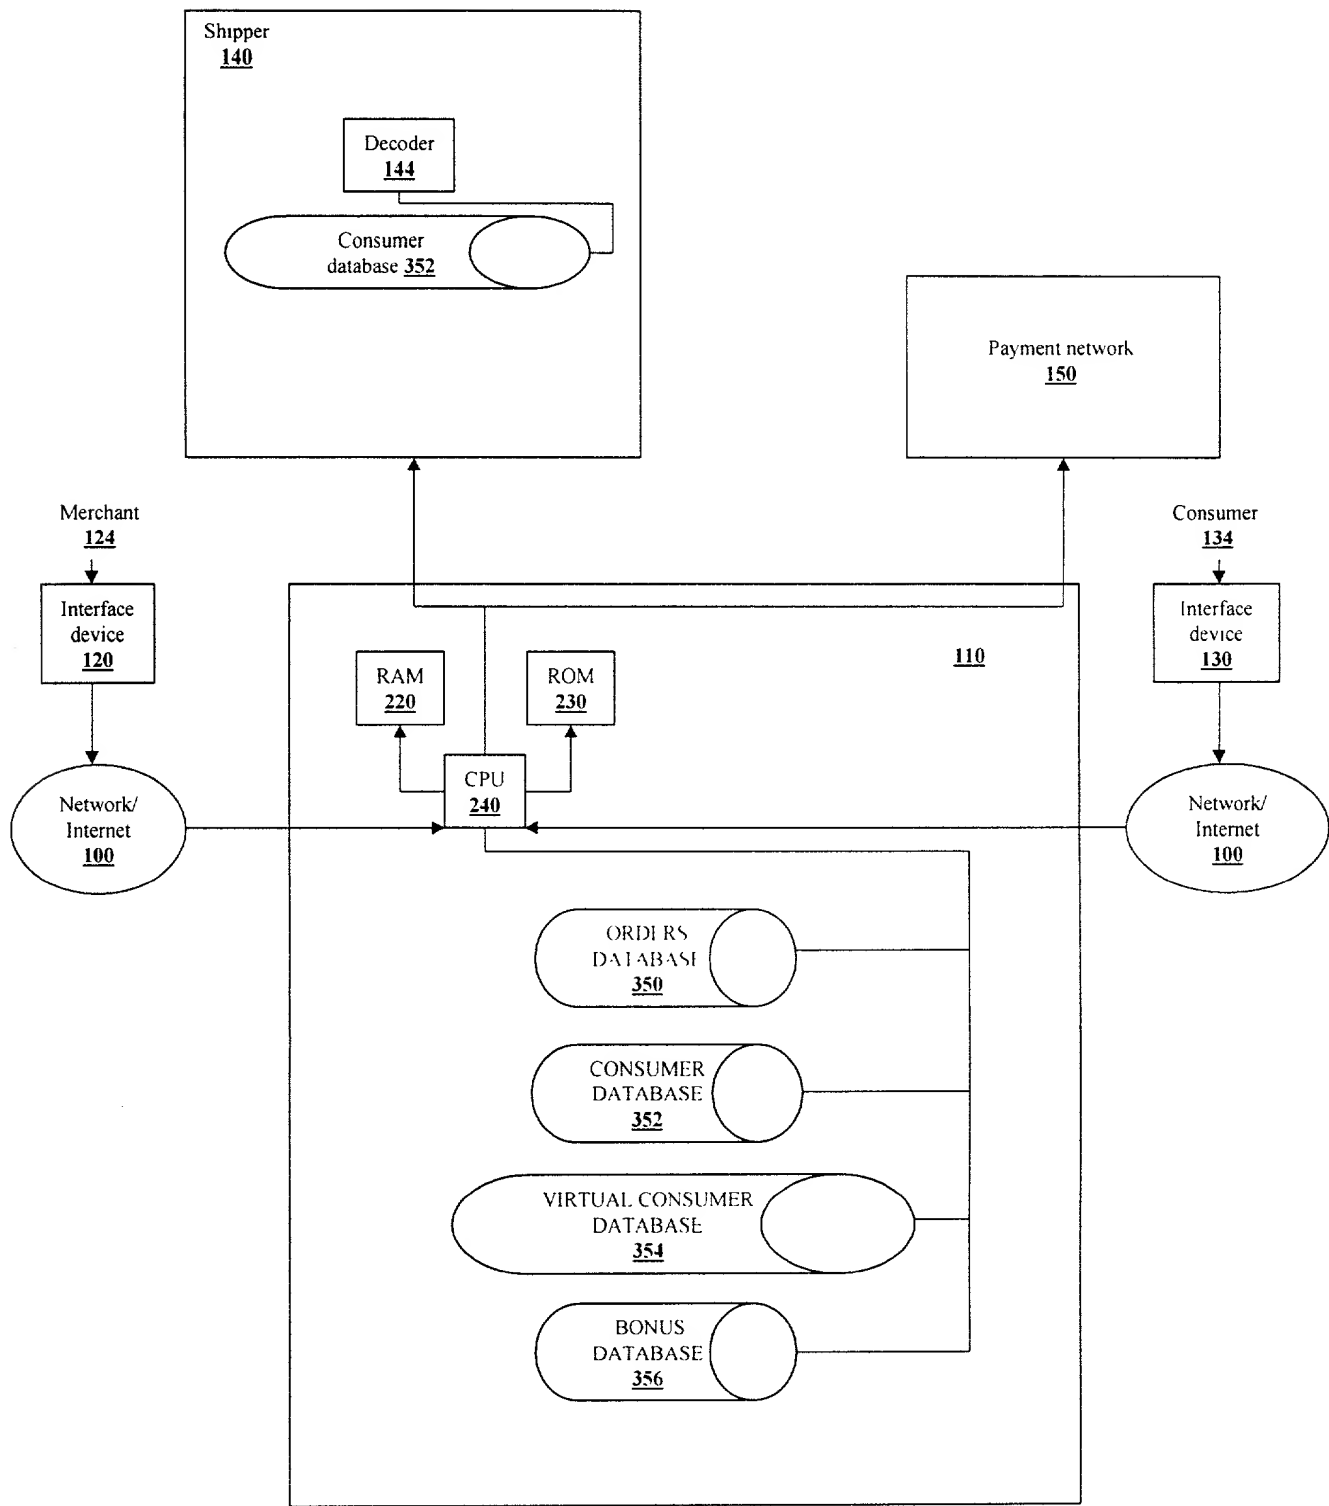 Shipper
140
Decoder
144
Consumer
database 352
Payment network
150
Merchant
124
Consumer
134
Interface
device
120
Interface
device
130
110
RAM
220
ROM
230
CPU
240
Network/
Internet
100
Network/
Internet
100
ORDERS
DATABASE
350
CONSUMER
DATABASE
352
VIRTUAL CONSUMER
DATABASE
354
BONUS
DATABASE
356